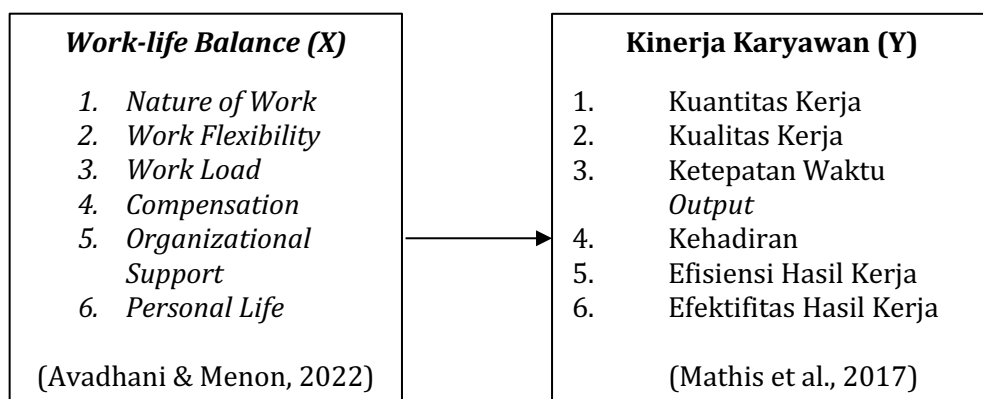 Work-life Balance (X)
1. Nature of Work
2. Work Flexibility
3. Work Load
4. Compensation
5. Organizational
Support
6. Personal Life
(Avadhani & Menon, 2022)
Kinerja Karyawan (Y)
1. Kuantitas Kerja
2. Kualitas Kerja
3. Ketepatan Waktu
Output
4. Kehadiran
5. Efisiensi Hasil Kerja
6. Efektifitas Hasil Kerja
(Mathis et al., 2017)